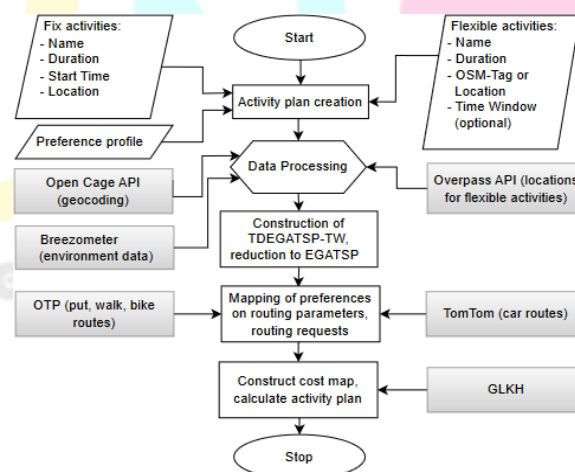 Fix activities:
- Name
- Duration
- Start Time
- Location
Start
Flexible activities:
- Name
- Duration
- OSM-Tag or
Location
- Time Window
(optional)
Activity plan creation
Preference profile
Data Processing
Open Cage API
(geocoding)
Overpass API (locations
for flexible activities)
Breezometer
(environment data)
Construction of
TDEGATSP-TW,
reduction to EGATSP
OTP (put, walk, bike
routes)
Mapping of preferences
on routing parameters,
routing requests
TomTom (car routes)
Construct cost map,
calculate activity plan
GLKH
Stop